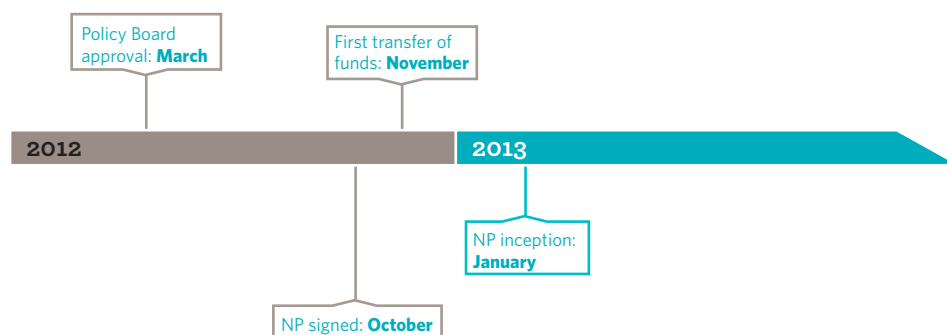 Policy Board
approval: March
First transfer of
funds: November
2012
2013
NP inception:
January
NP signed: October